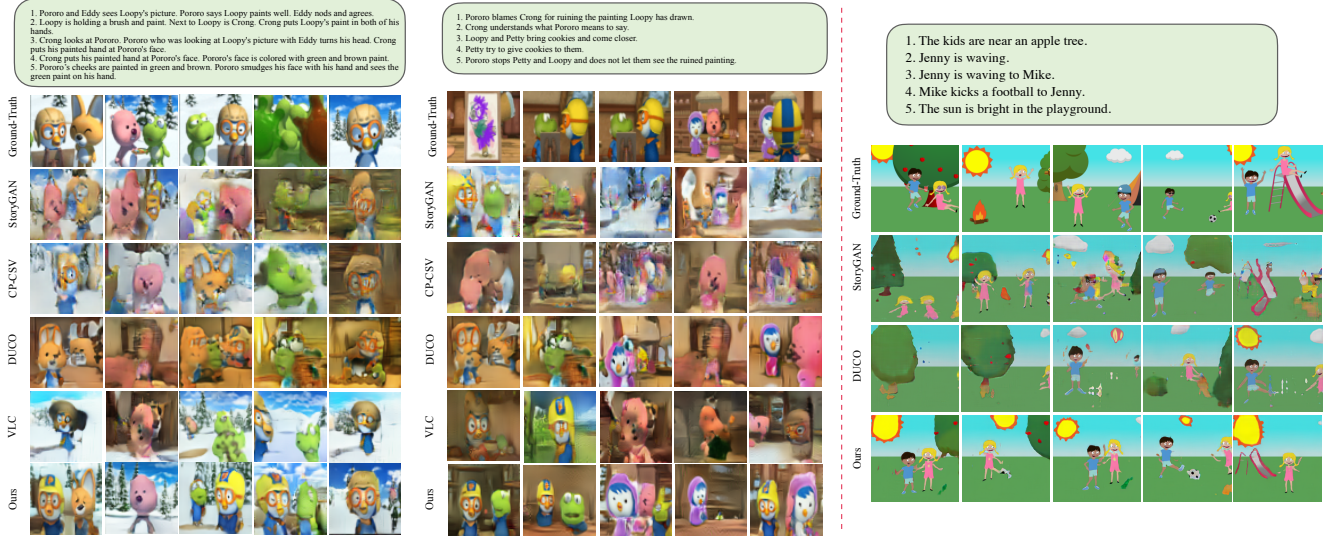 1. Pororo and Eddy sees Loopy's picture. Pororo says Loopy paints well. Eddy nods and agrees.
2. Loopy is holding a brush and paint. Next to Loopy is Crong. Crong puts Loopy's paint in both of his
hands.
3. Crong looks at Pororo. Pororo who was looking at Loopy's picture with Eddy turns his head. Crong
puts his painted hand at Pororo's face.
4. Crong puts his painted hand at Pororo's face. Pororo's face is colored with green and brown paint.
5. Pororo's cheeks are painted in green and brown. Pororo smudges his face with his hand and sees the
green paint on his hand.
Ground-Truth
StoryGAN
CP-CSV
DUCO
VLC
Ours
1. Pororo blames Crong for ruining the painting Loopy has drawn.
2. Crong understands what Pororo means to say.
3. Loopy and Petty bring cookies and come closer.
4. Petty try to give cookies to them.
5. Pororo stops Petty and Loopy and does not let them see the ruined painting.
Ground-Truth
StoryGAN
CP-CSV
DUCO
VLC
Ours
1. The kids are near an apple tree.
2. Jenny is waving.
3. Jenny is waving to Mike.
4. Mike kicks a football to Jenny.
5. The sun is bright in the playground.
Ground-Truth
StoryGAN
DUCO
Ours